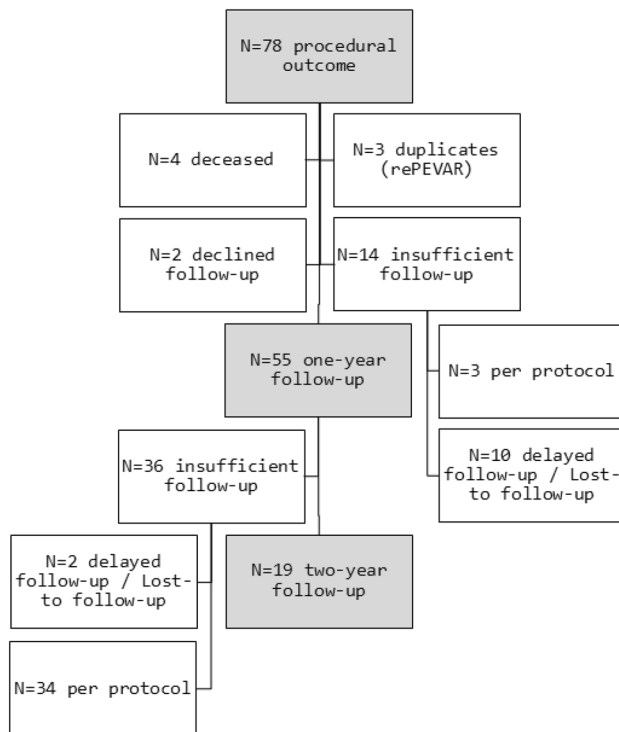 N=78 procedural
outcome
N=4 deceased
N=3 duplicates
(rePEVAR)
N=2 declined
follow-up
N=14 insufficient
follow-up
N=55 one-year
follow-up
N=3 per protocol
N=36 insufficient
follow-up
N=10 delayed
follow-up / Lost-
to follow-up
N=2 delayed
follow-up / Lost-
to follow-up
N=19 two-year
follow-up
N=34 per protocol